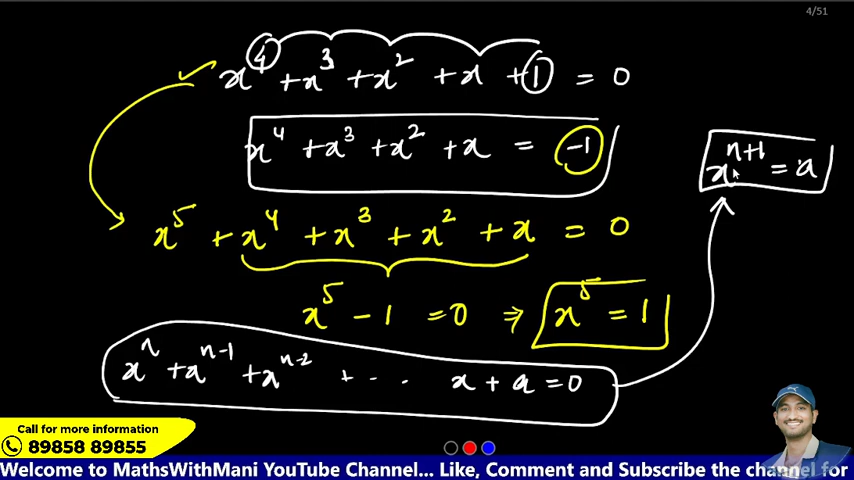 4/51
x⁴ + x³ + x² + x + 1 = 0
x⁴ + x³ + x² + x = -1
xⁿ⁺¹ = a
x⁵ + x⁴ + x³ + x² + x = 0
x⁵ - 1 = 0 ⇒ x⁵ = 1
xⁿ + xⁿ⁻¹ + xⁿ⁻² + ... x + a = 0
Call for more information
89858 89855
Welcome to MathsWithMani YouTube Channel... Like, Comment and Subscribe the channel for